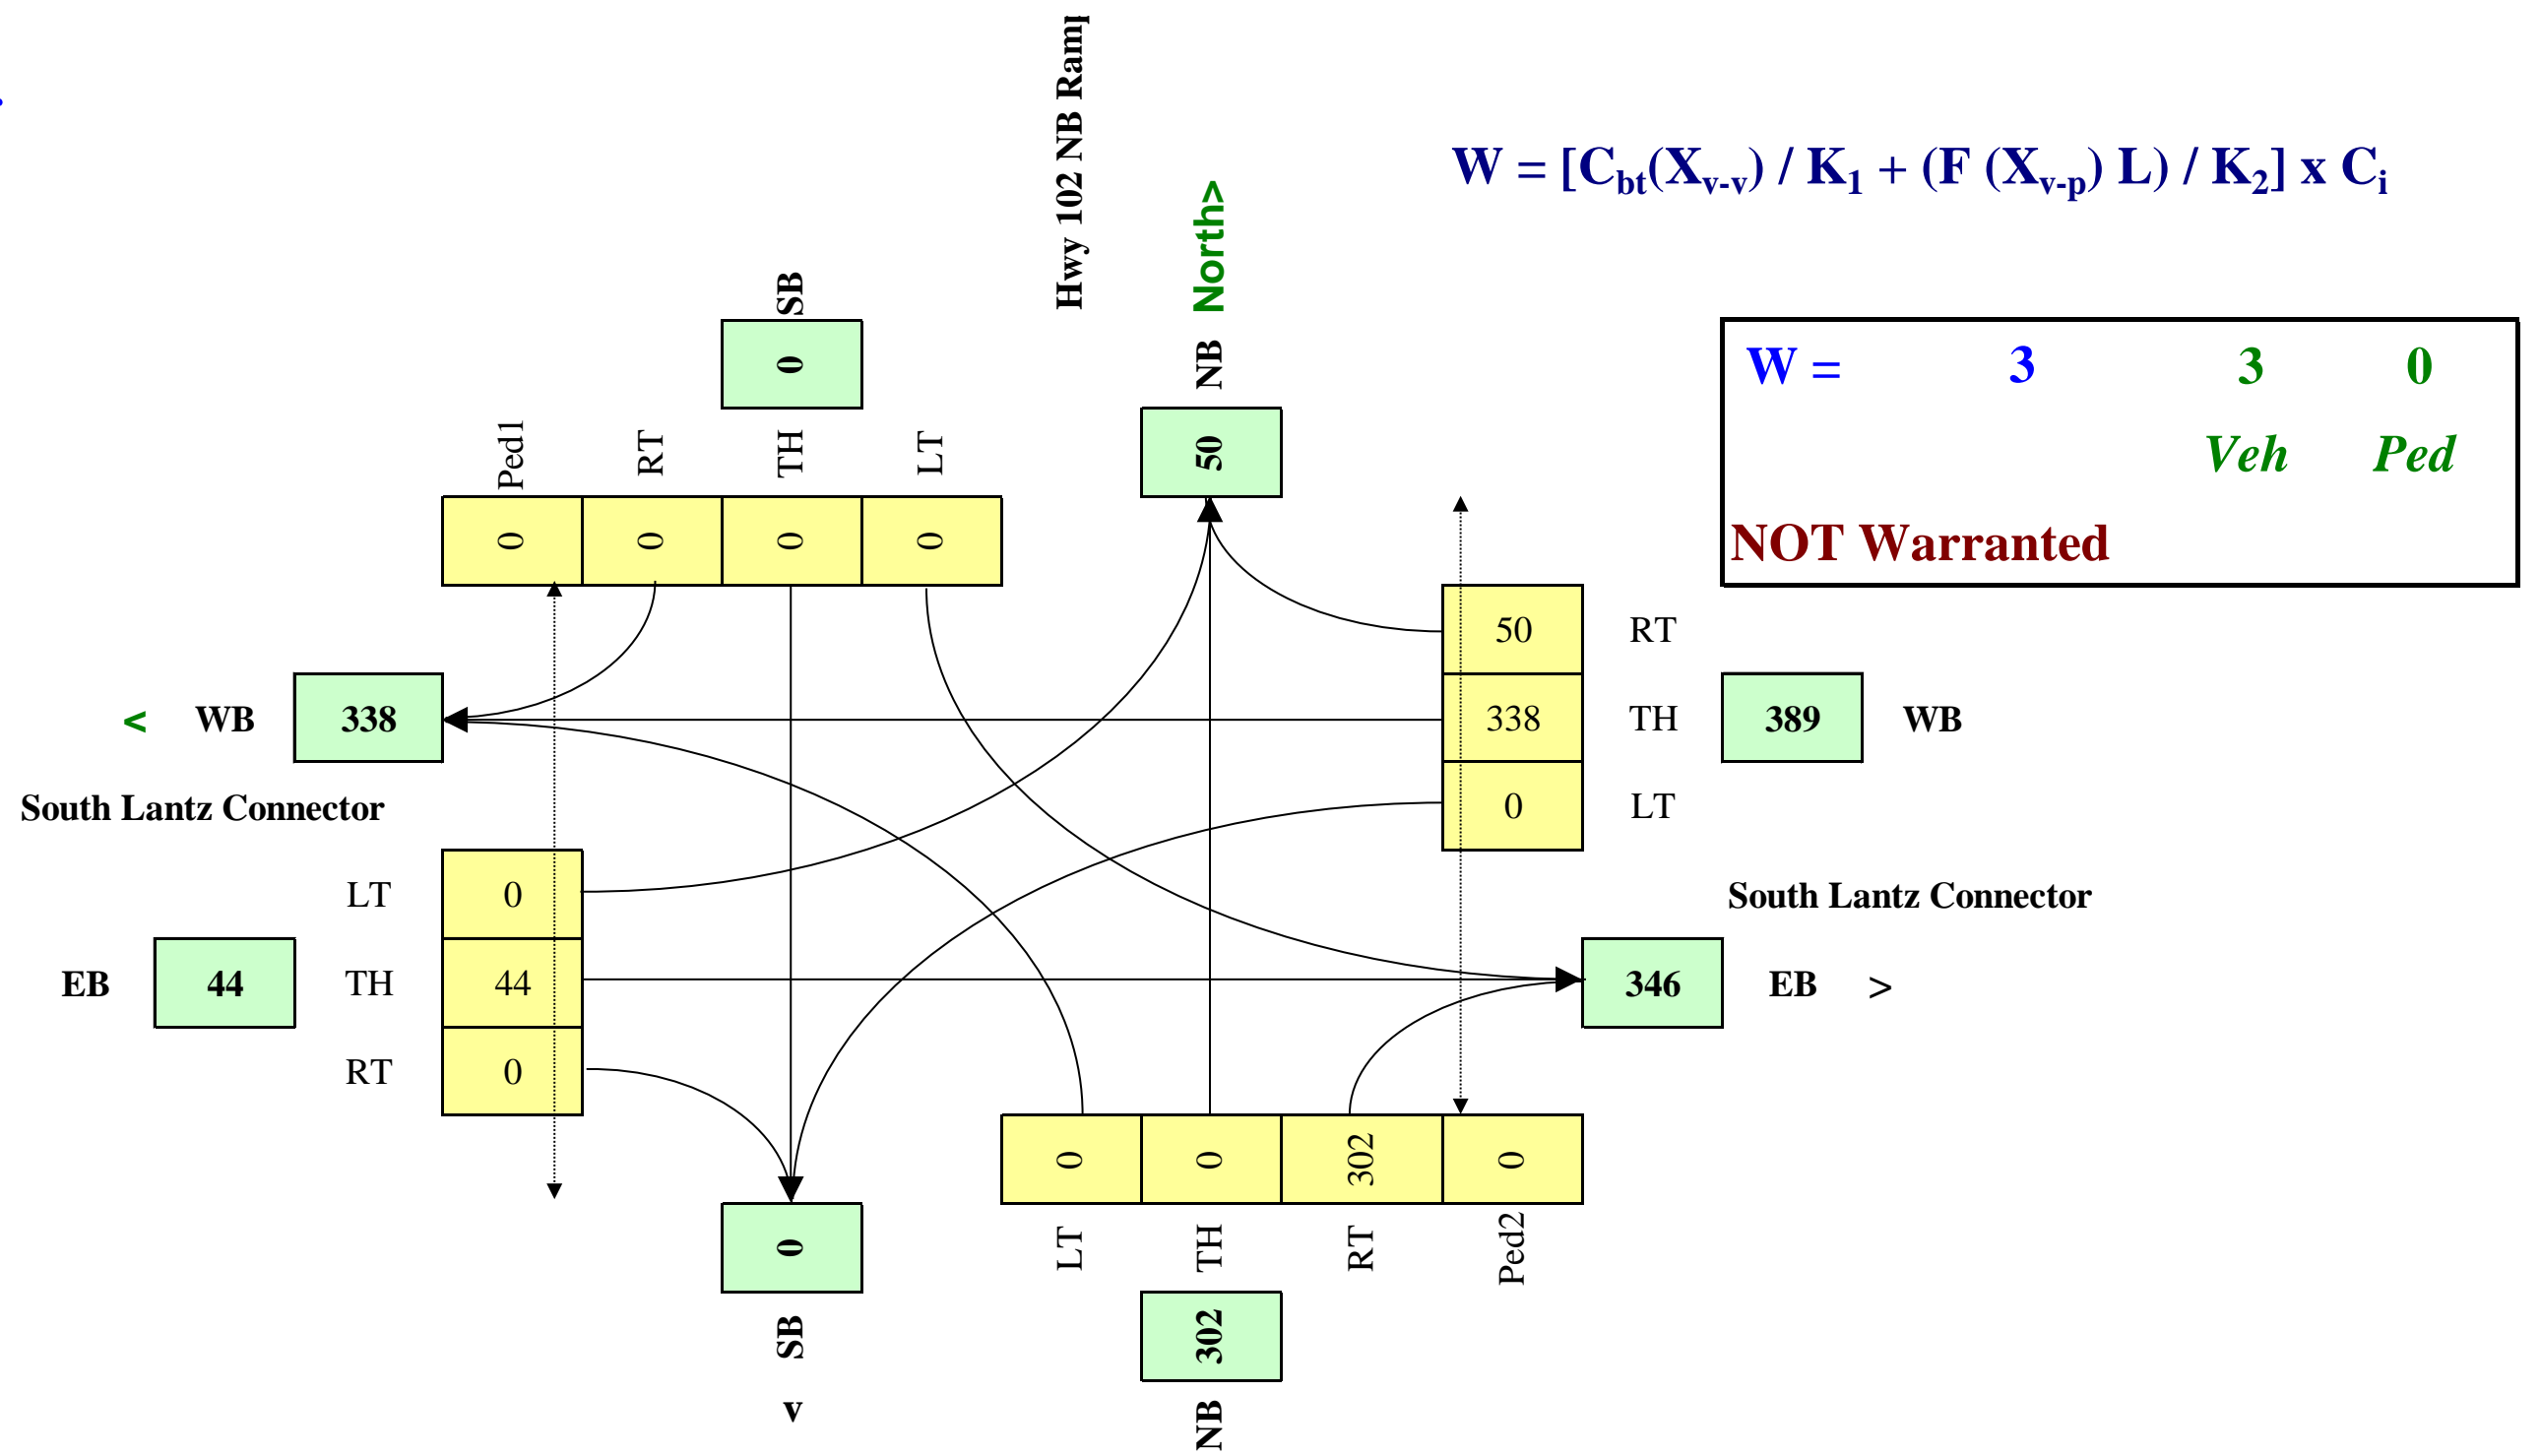 Hwy 102 NB Ramp
W = [Cbt(Xv-v) / K1 + (F (Xv-p) L) / K2] x Ci
North>
SB
0
NB
50
W = 3 3 0
Veh Ped
NOT Warranted
Ped1 RT TH LT
0 0 0 0
50 RT
< WB 338
338 TH 389 WB
0 LT
South Lantz Connector
LT 0
South Lantz Connector
EB 44 TH 44
346 EB >
RT 0
0 0 302 0
LT TH RT Ped2
0
SB
v
302
NB